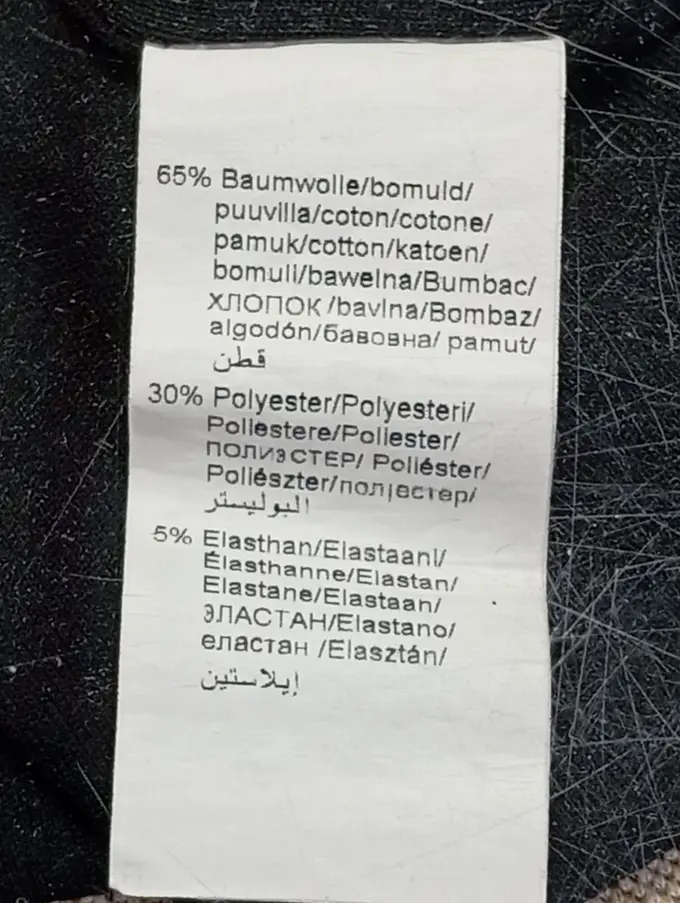 65% Baumwolle/bomuld/
puuvilla/coton/cotone/
pamuk/cotton/katoen/
bomull/bawełna/Bumbac/
ХЛОПОК/bavlna/Bombaz/
algodón/бавовна/ pamut/
قطن
30% Polyester/Polyesteri/
Poliestere/Poliester/
ПОЛИЭСТЕР/ Poliéster/
Poliészter/полієстер/
البوليستر
5% Elasthan/Elastaani/
Élasthanne/Elastan/
Elastane/Elastaan/
ЭЛАСТАН/Elastano/
еластан /Elasztán/
إيلاستين